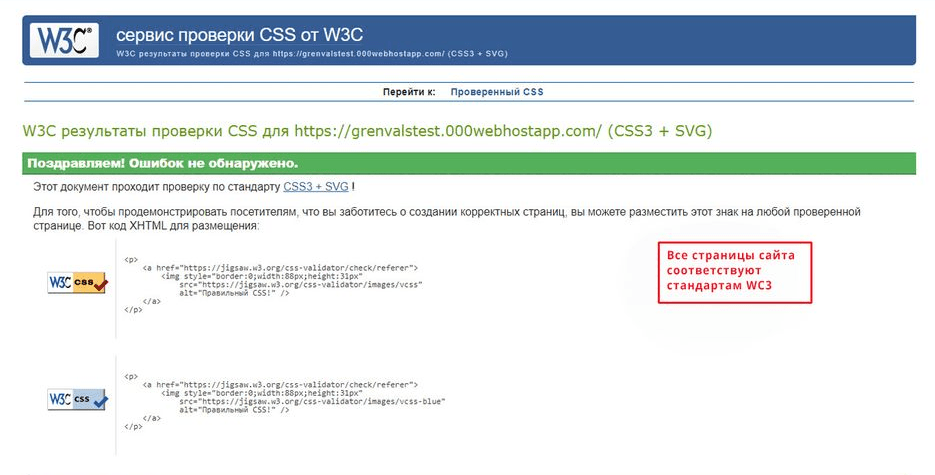 W3C® сервис проверки CSS от W3C
W3C результаты проверки CSS для https://grenvalstest.000webhostapp.com/ (CSS3 + SVG)
Перейти к: Проверенный CSS
W3C результаты проверки CSS для https://grenvalstest.000webhostapp.com/ (CSS3 + SVG)
Поздравляем! Ошибок не обнаружено.
Этот документ проходит проверку по стандарту CSS3 + SVG !
Для того, чтобы продемонстрировать посетителям, что вы заботитесь о создании корректных страниц, вы можете разместить этот знак на любой проверенной
странице. Вот код XHTML для размещения:
W3C css
<p>
<a href="https://jigsaw.w3.org/css-validator/check/referer">
<img style="border:0;width:88px;height:31px"
src="https://jigsaw.w3.org/css-validator/images/vcss"
alt="Правильный CSS!" />
</a>
</p>
Все страницы сайта
соответствуют
стандартам WC3
W3C css
<p>
<a href="https://jigsaw.w3.org/css-validator/check/referer">
<img style="border:0;width:88px;height:31px"
src="https://jigsaw.w3.org/css-validator/images/vcss-blue"
alt="Правильный CSS!" />
</a>
</p>